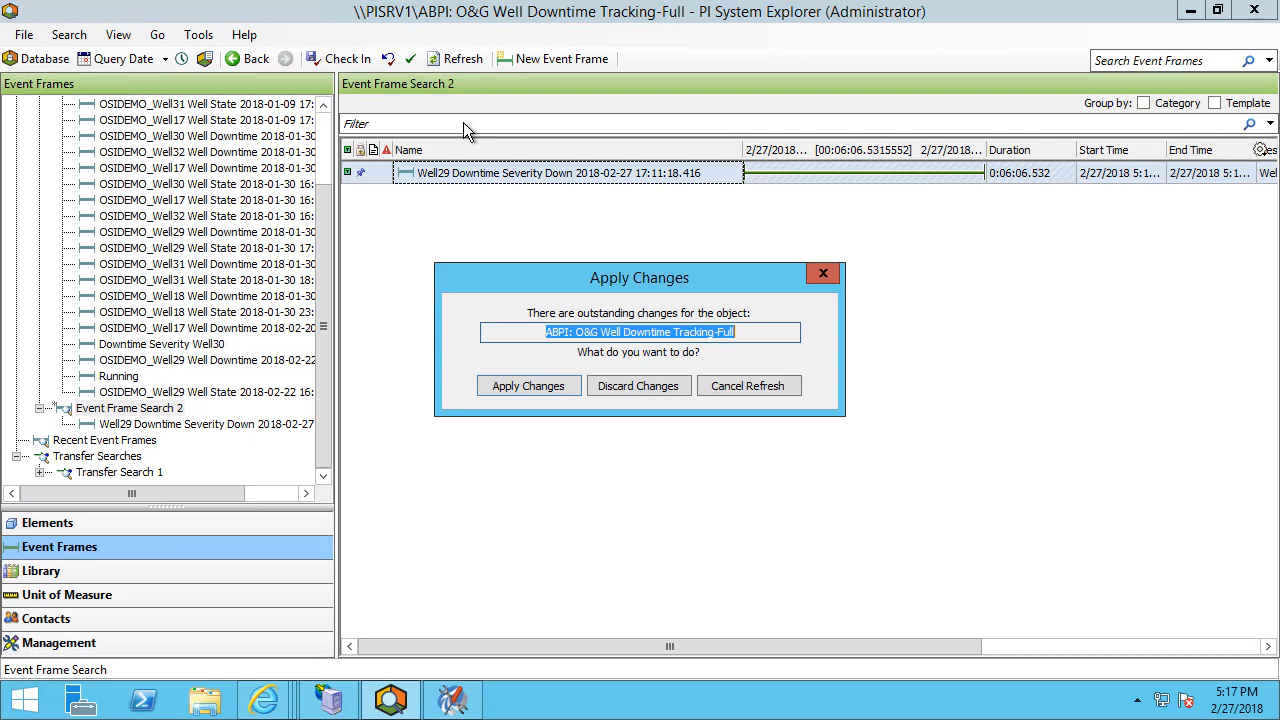 \\PISRV1\ABPI: O&G Well Downtime Tracking-Full - PI System Explorer (Administrator)
File Search View Go Tools Help
Database Query Date Back Check In Refresh New Event Frame Search Event Frames
Event Frames
Event Frame Search 2
Group by: Category Template
Filter
Name 2/27/2018... [00:06:06.5315552] 2/27/2018... Duration Start Time End Time
Well29 Downtime Severity Down 2018-02-27 17:11:18.416 0:06:06.532 2/27/2018 5:1... 2/27/2018 5:1... Wel
OSIDEMO_Well31 Well State 2018-01-09 17:
OSIDEMO_Well17 Well State 2018-01-09 17:
OSIDEMO_Well30 Well Downtime 2018-01-30
OSIDEMO_Well32 Well Downtime 2018-01-30
OSIDEMO_Well17 Well Downtime 2018-01-30
OSIDEMO_Well30 Well State 2018-01-30 16:
OSIDEMO_Well17 Well State 2018-01-30 16:
OSIDEMO_Well32 Well State 2018-01-30 16:
OSIDEMO_Well29 Well Downtime 2018-01-30
OSIDEMO_Well29 Well State 2018-01-30 17:
OSIDEMO_Well31 Well Downtime 2018-01-30
OSIDEMO_Well31 Well State 2018-01-30 18:
OSIDEMO_Well18 Well Downtime 2018-01-30
OSIDEMO_Well18 Well State 2018-01-30 23:
OSIDEMO_Well17 Well Downtime 2018-02-20
Downtime Severity Well30
OSIDEMO_Well29 Well Downtime 2018-02-22
Running
OSIDEMO_Well29 Well State 2018-02-22 16:
Event Frame Search 2
Well29 Downtime Severity Down 2018-02-27
Recent Event Frames
Transfer Searches
Transfer Search 1
Apply Changes
There are outstanding changes for the object:
ABPI: O&G Well Downtime Tracking-Full
What do you want to do?
Apply Changes Discard Changes Cancel Refresh
Elements
Event Frames
Library
Unit of Measure
Contacts
Management
Event Frame Search
5:17 PM
2/27/2018